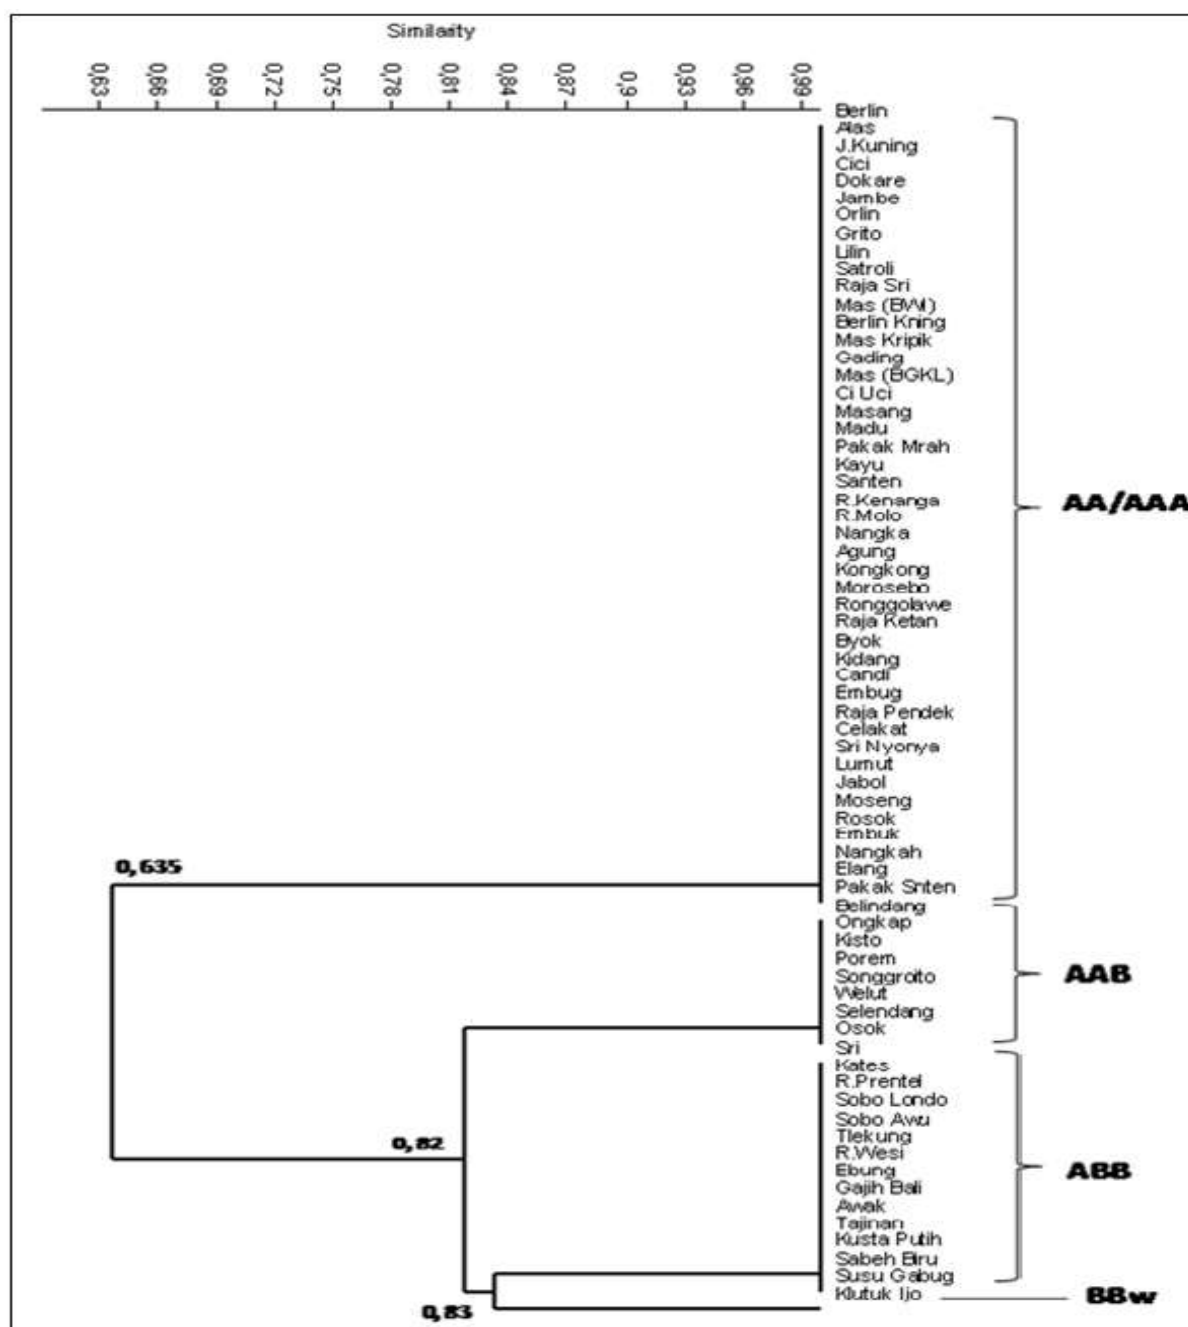 Similarity
0,63
0,66
0,69
0,72
0,75
0,78
0,81
0,84
0,87
0,9
0,93
0,96
0,99
Berlin
Alas
J.Kuning
Cici
Dokare
Jambe
Orlin
Grito
Lilin
Satroli
Raja Sri
Mas (BWI)
Berlin Kning
Mas Kripik
Gading
Mas (BGKL)
Ci Uci
Masang
Madu
Pakak Mrah
Kayu
Santen
R.Kenanga
R.Molo
Nangka
Agung
Kongkong
Morosebo
Ronggolawe
Raja Ketan
Byok
Kidang
Candi
Embug
Raja Pendek
Celakat
Sri Nyonya
Lumut
Jabol
Moseng
Rosok
Embuk
Nangkah
Elang
Pakak Snten
AA/AAA
0,635
Belindang
Ongkap
Kisto
Porem
Songgroito
Welut
Selendang
Osok
AAB
Sri
Kates
R.Prentel
Sobo Londo
Sobo Awu
Tlekung
R.Wesi
Ebung
Gajih Bali
Awak
Tajinan
Kusta Putih
Sabeh Biru
Susu Gabug
ABB
0,82
Klutuk Ijo
BBw
0,83